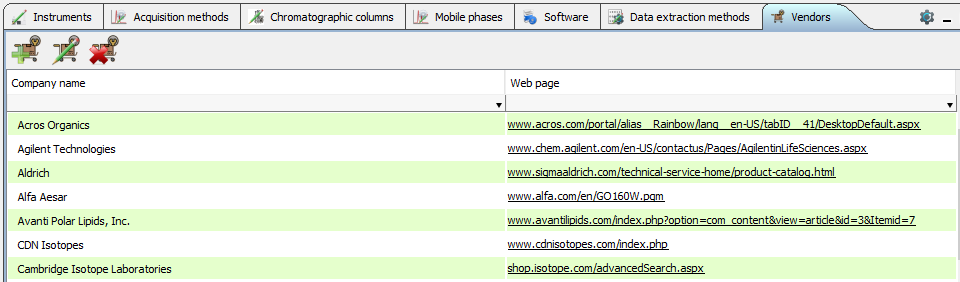 Instruments Acquisition methods Chromatographic columns Mobile phases Software Data extraction methods Vendors
Company name Web page
Acros Organics www.acros.com/portal/alias__Rainbow/lang__en-US/tabID__41/DesktopDefault.aspx
Agilent Technologies www.chem.agilent.com/en-US/contactus/Pages/AgilentinLifeSciences.aspx
Aldrich www.sigmaaldrich.com/technical-service-home/product-catalog.html
Alfa Aesar www.alfa.com/en/GO160W.pgm
Avanti Polar Lipids, Inc. www.avantilipids.com/index.php?option=com_content&view=article&id=3&Itemid=7
CDN Isotopes www.cdnisotopes.com/index.php
Cambridge Isotope Laboratories shop.isotope.com/advancedSearch.aspx